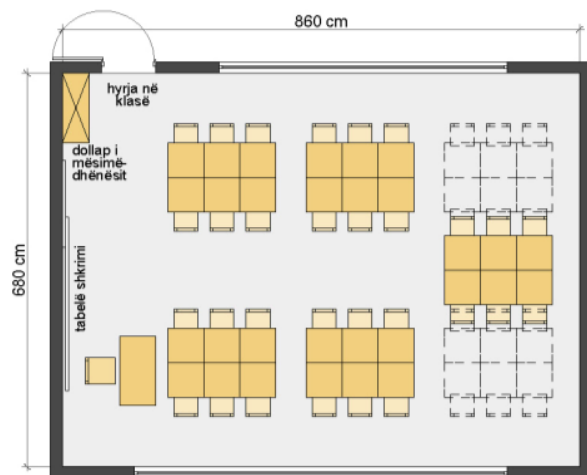 860 cm
hyrja në
klasë
dollap i
mësimë-
dhënësit
680 cm
tabelë shkrimi